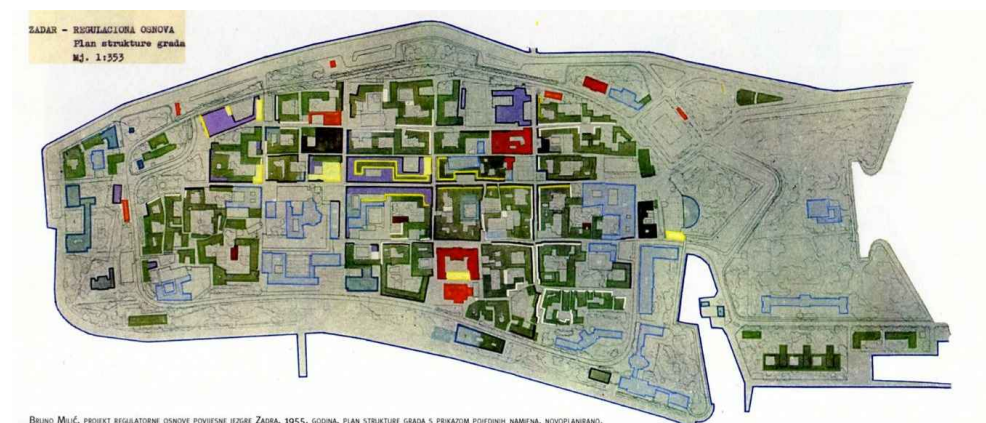 ZADAR - REGULACIONA OSNOVA
Plan strukture grada
Mj. 1:353
BRUNO MILIĆ, PROJEKT REGULATORNE OSNOVE POVIJESNE JEZGRE ZADRA, 1955. GODINA, PLAN STRUKTURE GRADA S PRIKAZOM POJEDINIH NAMJENA, NOVOPLANIRANO.